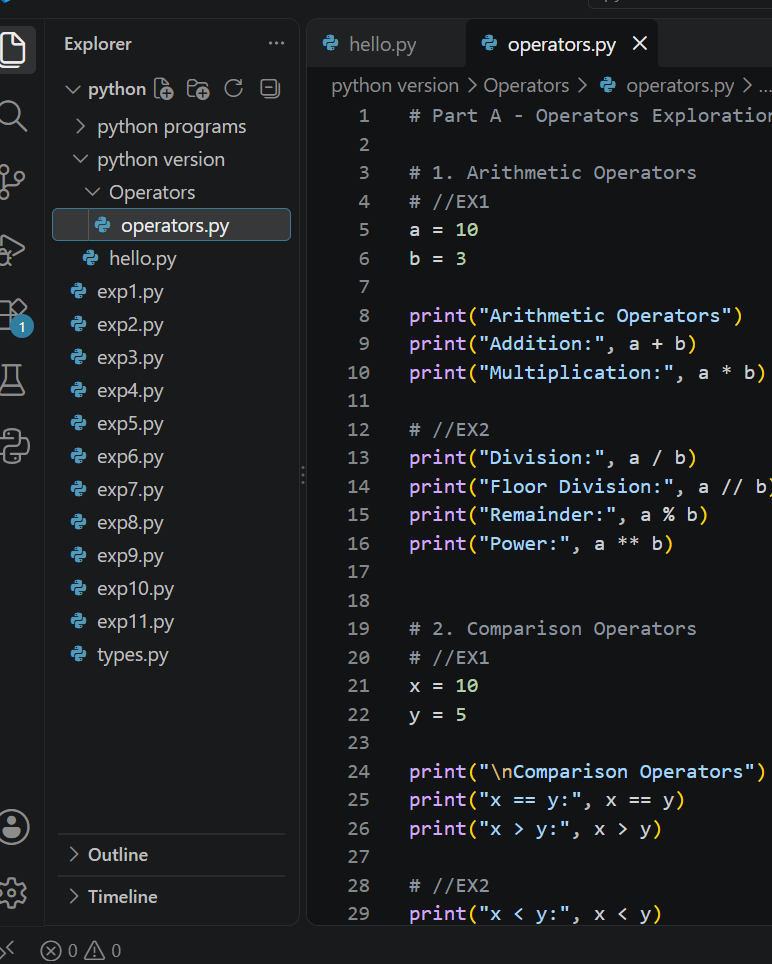 Explorer
python
python programs
python version
Operators
operators.py
hello.py
exp1.py
exp2.py
exp3.py
exp4.py
exp5.py
exp6.py
exp7.py
exp8.py
exp9.py
exp10.py
exp11.py
types.py
Outline
Timeline
1
0 0
hello.py operators.py
python version > Operators > operators.py > ...
1 # Part A - Operators Exploration
2
3 # 1. Arithmetic Operators
4 # //EX1
5 a = 10
6 b = 3
7
8 print("Arithmetic Operators")
9 print("Addition:", a + b)
10 print("Multiplication:", a * b)
11
12 # //EX2
13 print("Division:", a / b)
14 print("Floor Division:", a // b)
15 print("Remainder:", a % b)
16 print("Power:", a ** b)
17
18
19 # 2. Comparison Operators
20 # //EX1
21 x = 10
22 y = 5
23
24 print("\nComparison Operators")
25 print("x == y:", x == y)
26 print("x > y:", x > y)
27
28 # //EX2
29 print("x < y:", x < y)